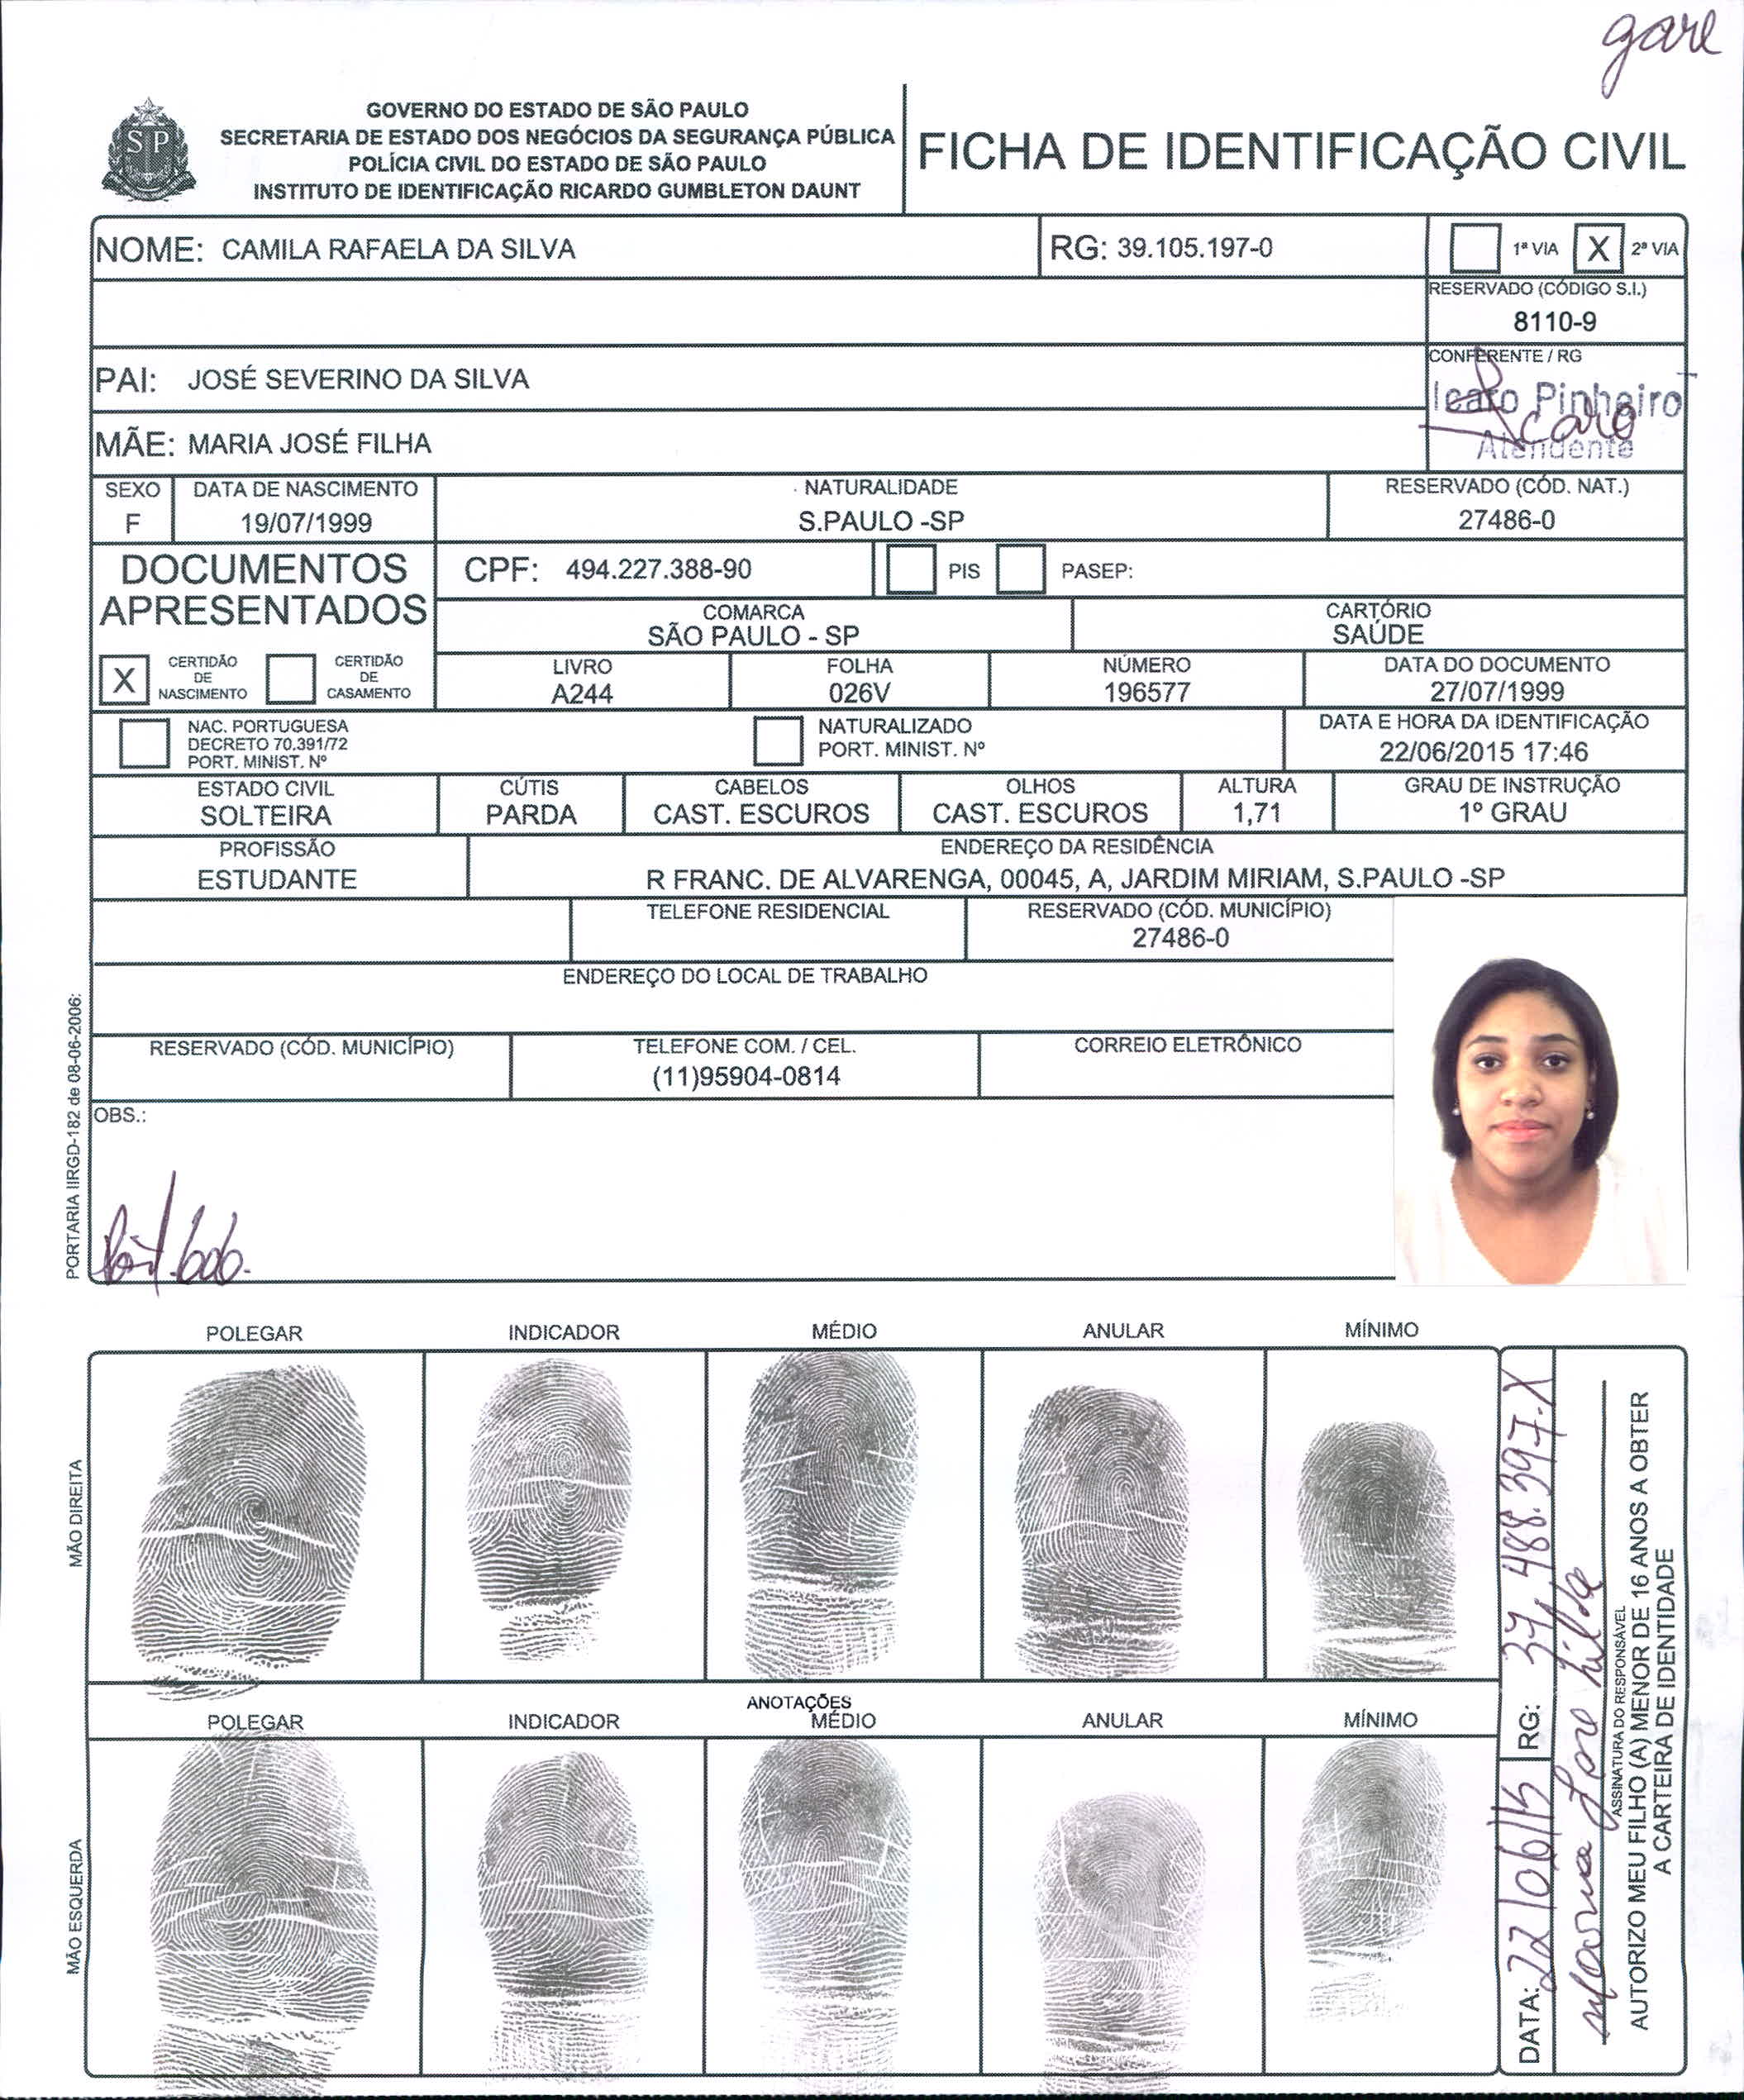 gare
GOVERNO DO ESTADO DE SÃO PAULO
SECRETARIA DE ESTADO DOS NEGÓCIOS DA SEGURANÇA PÚBLICA
POLÍCIA CIVIL DO ESTADO DE SÃO PAULO
INSTITUTO DE IDENTIFICAÇÃO RICARDO GUMBLETON DAUNT
SP
FICHA DE IDENTIFICAÇÃO CIVIL
NOME: CAMILA RAFAELA DA SILVA
RG: 39.105.197-0
1ª VIA X 2ª VIA
RESERVADO (CÓDIGO S.I.)
8110-9
PAI: JOSÉ SEVERINO DA SILVA
CONFERENTE / RG
Icaro Pinheiro
Icaro
Atendente
MÃE: MARIA JOSÉ FILHA
SEXO
F
DATA DE NASCIMENTO
19/07/1999
NATURALIDADE
S.PAULO -SP
RESERVADO (CÓD. NAT.)
27486-0
DOCUMENTOS
APRESENTADOS
CPF: 494.227.388-90
PIS
PASEP:
COMARCA
SÃO PAULO - SP
CARTÓRIO
SAÚDE
X CERTIDÃO DE NASCIMENTO
CERTIDÃO DE CASAMENTO
LIVRO
A244
FOLHA
026V
NÚMERO
196577
DATA DO DOCUMENTO
27/07/1999
NAC. PORTUGUESA
DECRETO 70.391/72
PORT. MINIST. Nº
NATURALIZADO
PORT. MINIST. Nº
DATA E HORA DA IDENTIFICAÇÃO
22/06/2015 17:46
ESTADO CIVIL
SOLTEIRA
CÚTIS
PARDA
CABELOS
CAST. ESCUROS
OLHOS
CAST. ESCUROS
ALTURA
1,71
GRAU DE INSTRUÇÃO
1º GRAU
PROFISSÃO
ESTUDANTE
ENDEREÇO DA RESIDÊNCIA
R FRANC. DE ALVARENGA, 00045, A, JARDIM MIRIAM, S.PAULO -SP
TELEFONE RESIDENCIAL
RESERVADO (CÓD. MUNICÍPIO)
27486-0
ENDEREÇO DO LOCAL DE TRABALHO
RESERVADO (CÓD. MUNICÍPIO)
TELEFONE COM. / CEL.
(11)95904-0814
CORREIO ELETRÔNICO
OBS.:
PORTARIA IIRGD-182 de 08-06-2006:
POLEGAR INDICADOR MÉDIO ANULAR MÍNIMO
MÃO DIREITA
ANOTAÇÕES
POLEGAR INDICADOR MÉDIO ANULAR MÍNIMO
MÃO ESQUERDA
DATA: 22/06/15 RG: 37.488.397-X
Maria Jose filha
ASSINATURA DO RESPONSÁVEL
AUTORIZO MEU FILHO (A) MENOR DE 16 ANOS A OBTER
A CARTEIRA DE IDENTIDADE